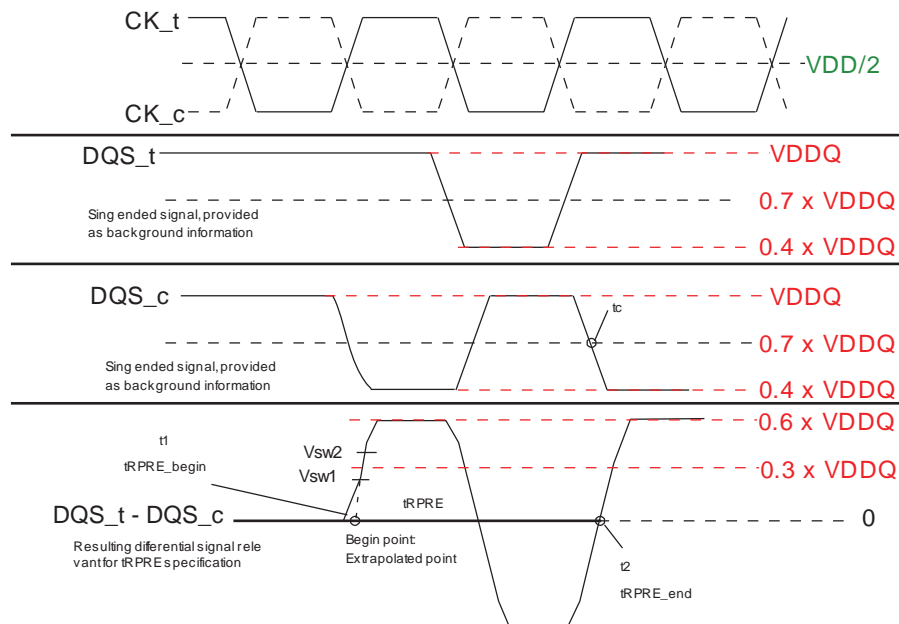 CK_t
VDD/2
CK_c
DQS_t
VDDQ
0.7 x VDDQ
Sing ended signal, provided
as background information
0.4 x VDDQ
DQS_c
VDDQ
tc
0.7 x VDDQ
Sing ended signal, provided
as background information
0.4 x VDDQ
0.6 x VDDQ
t1
tRPRE_begin
Vsw2
Vsw1
0.3 x VDDQ
tRPRE
DQS_t - DQS_c
0
Resulting diferential signal rele
vant for tRPRE specification
Begin point:
Extrapolated point
t2
tRPRE_end